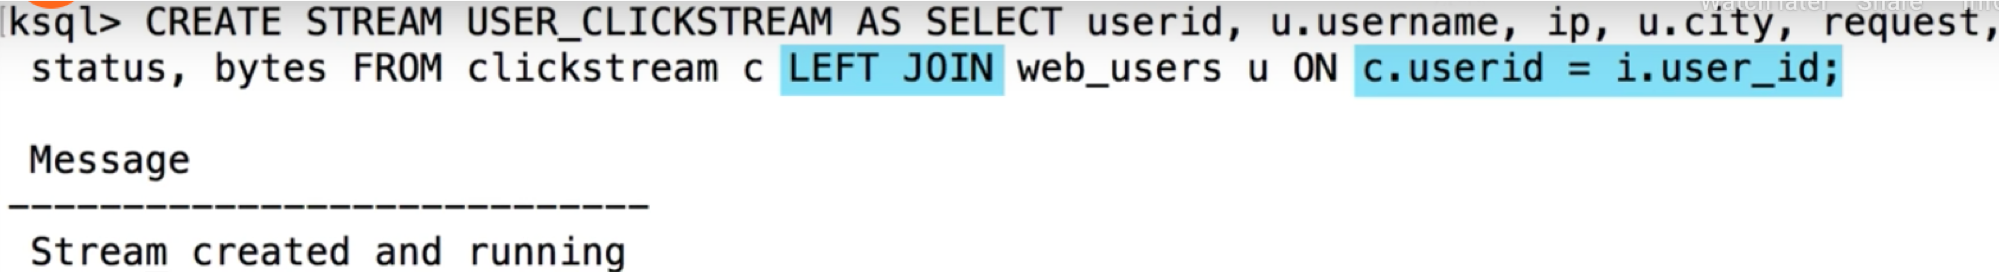 ksql> CREATE STREAM USER_CLICKSTREAM AS SELECT userid, u.username, ip, u.city, request,
status, bytes FROM clickstream c LEFT JOIN web_users u ON c.userid = i.user_id;
Message
----------------------------
Stream created and running